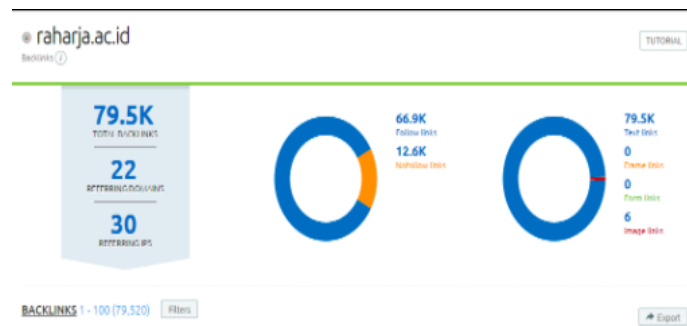 raharja.ac.id
Backlinks (i)
TUTORIAL
79.5K
TOTAL BACKLINKS
22
REFERRING DOMAINS
30
REFERRING IPS
66.9K
Follow links
12.6K
Nofollow links
79.5K
Text links
0
Frame links
0
Form links
6
Image links
BACKLINKS 1 - 100 (79,520) Filters
Export